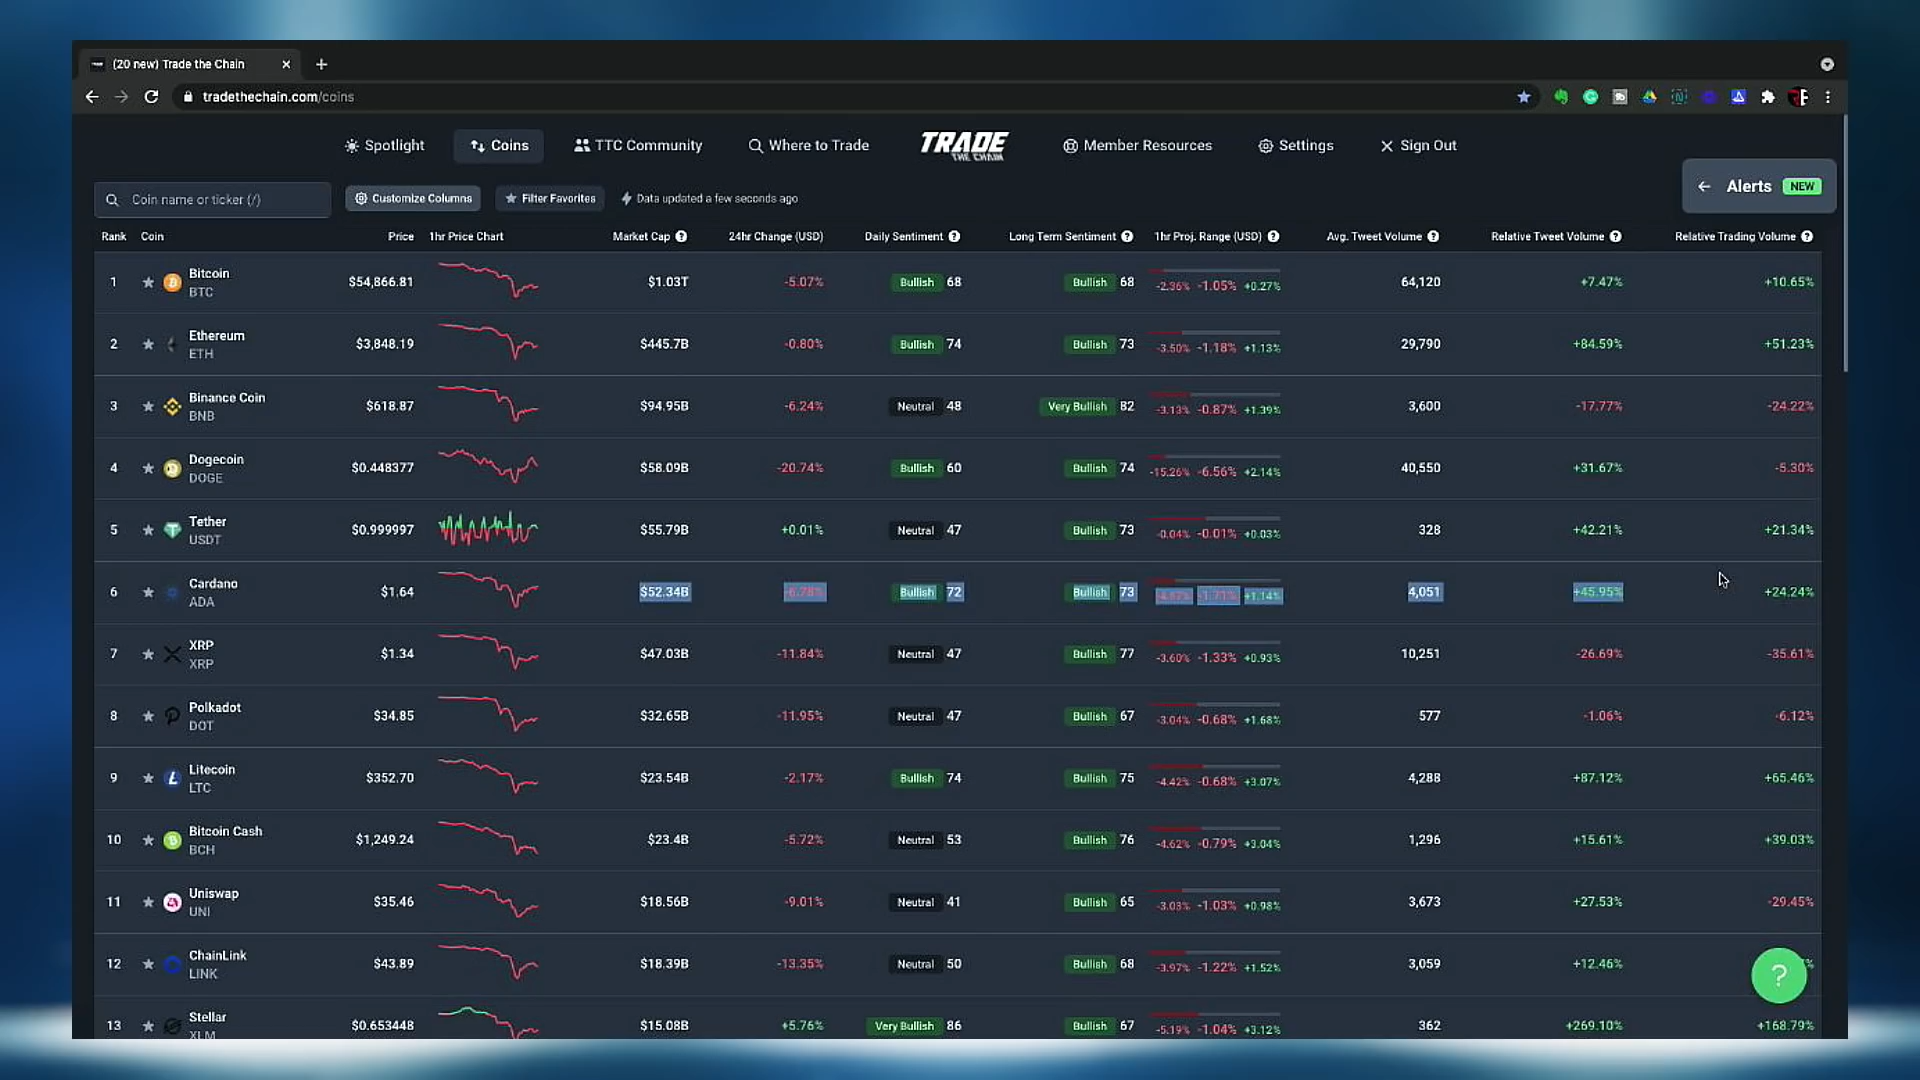 (20 new) Trade the Chain
tradethechain.com/coins
Spotlight Coins TTC Community Where to Trade TRADE THE CHAIN Member Resources Settings Sign Out
Alerts NEW
Coin name or ticker (/) Customize Columns Filter Favorites Data updated a few seconds ago
Rank Coin Price 1hr Price Chart Market Cap ? 24hr Change (USD) Daily Sentiment ? Long Term Sentiment ? 1hr Proj. Range (USD) ? Avg. Tweet Volume ? Relative Tweet Volume ? Relative Trading Volume ?
1 Bitcoin BTC $54,866.81 $1.03T -5.07% Bullish 68 Bullish 68 -2.36% -1.05% +0.27% 64,120 +7.47% +10.65%
2 Ethereum ETH $3,848.19 $445.7B -0.80% Bullish 74 Bullish 73 -3.50% -1.18% +1.13% 29,790 +84.59% +51.23%
3 Binance Coin BNB $618.87 $94.95B -6.24% Neutral 48 Very Bullish 82 -3.13% -0.87% +1.39% 3,600 -17.77% -24.22%
4 Dogecoin DOGE $0.448377 $58.09B -20.74% Bullish 60 Bullish 74 -15.26% -6.56% +2.14% 40,550 +31.67% -5.30%
5 Tether USDT $0.999997 $55.79B +0.01% Neutral 47 Bullish 73 -0.04% -0.01% +0.03% 328 +42.21% +21.34%
6 Cardano ADA $1.64 $52.34B -6.78% Bullish 72 Bullish 73 +1.14% 4,051 +45.95% +24.24%
7 XRP XRP $1.34 $47.03B -11.84% Neutral 47 Bullish 77 -3.60% -1.33% +0.93% 10,251 -26.69% -35.61%
8 Polkadot DOT $34.85 $32.65B -11.95% Neutral 47 Bullish 67 -3.04% -0.68% +1.68% 577 -1.06% -6.12%
9 Litecoin LTC $352.70 $23.54B -2.17% Bullish 74 Bullish 75 -4.42% -0.68% +3.07% 4,288 +87.12% +65.46%
10 Bitcoin Cash BCH $1,249.24 $23.4B -5.72% Neutral 53 Bullish 76 -4.62% -0.79% +3.04% 1,296 +15.61% +39.03%
11 Uniswap UNI $35.46 $18.56B -9.01% Neutral 41 Bullish 65 -3.03% -1.03% +0.98% 3,673 +27.53% -29.45%
12 ChainLink LINK $43.89 $18.39B -13.35% Neutral 50 Bullish 68 -3.97% -1.22% +1.52% 3,059 +12.46%
?
13 Stellar XLM $0.653448 $15.08B +5.76% Very Bullish 86 Bullish 67 -5.19% -1.04% +3.12% 362 +269.10% +168.79%